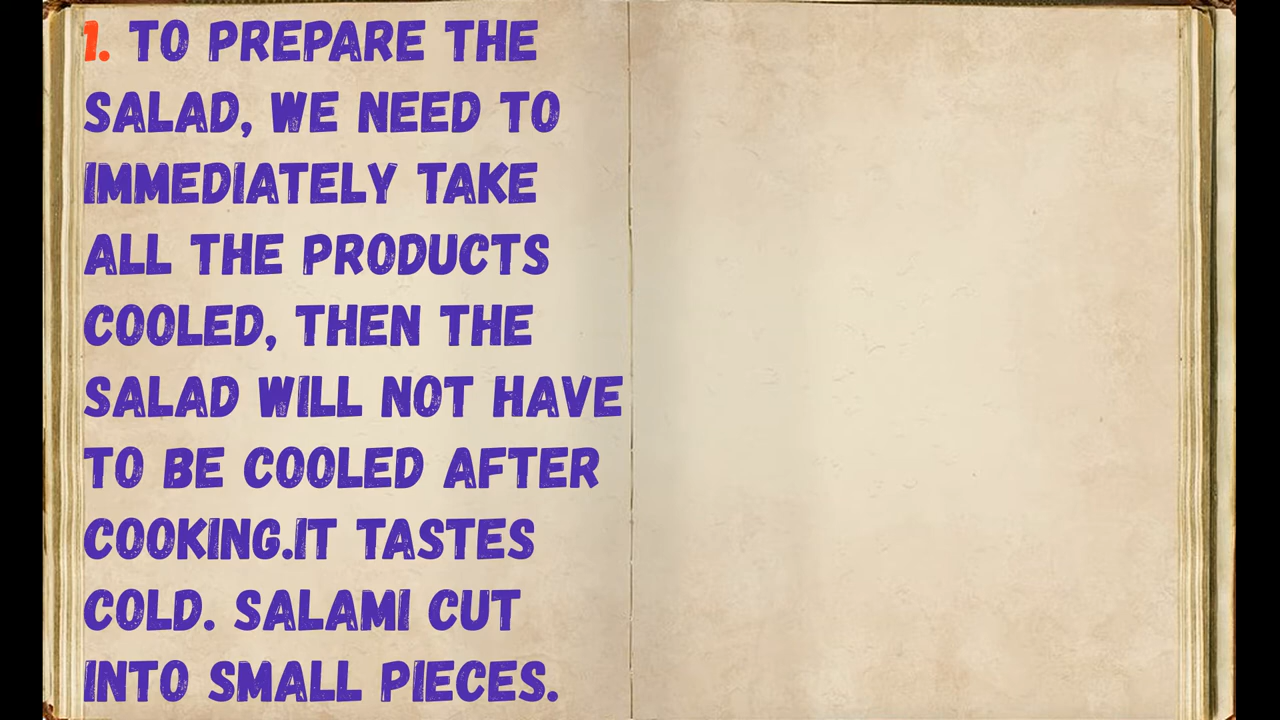 1. TO PREPARE THE
SALAD, WE NEED TO
IMMEDIATELY TAKE
ALL THE PRODUCTS
COOLED, THEN THE
SALAD WILL NOT HAVE
TO BE COOLED AFTER
COOKING.IT TASTES
COLD. SALAMI CUT
INTO SMALL PIECES.